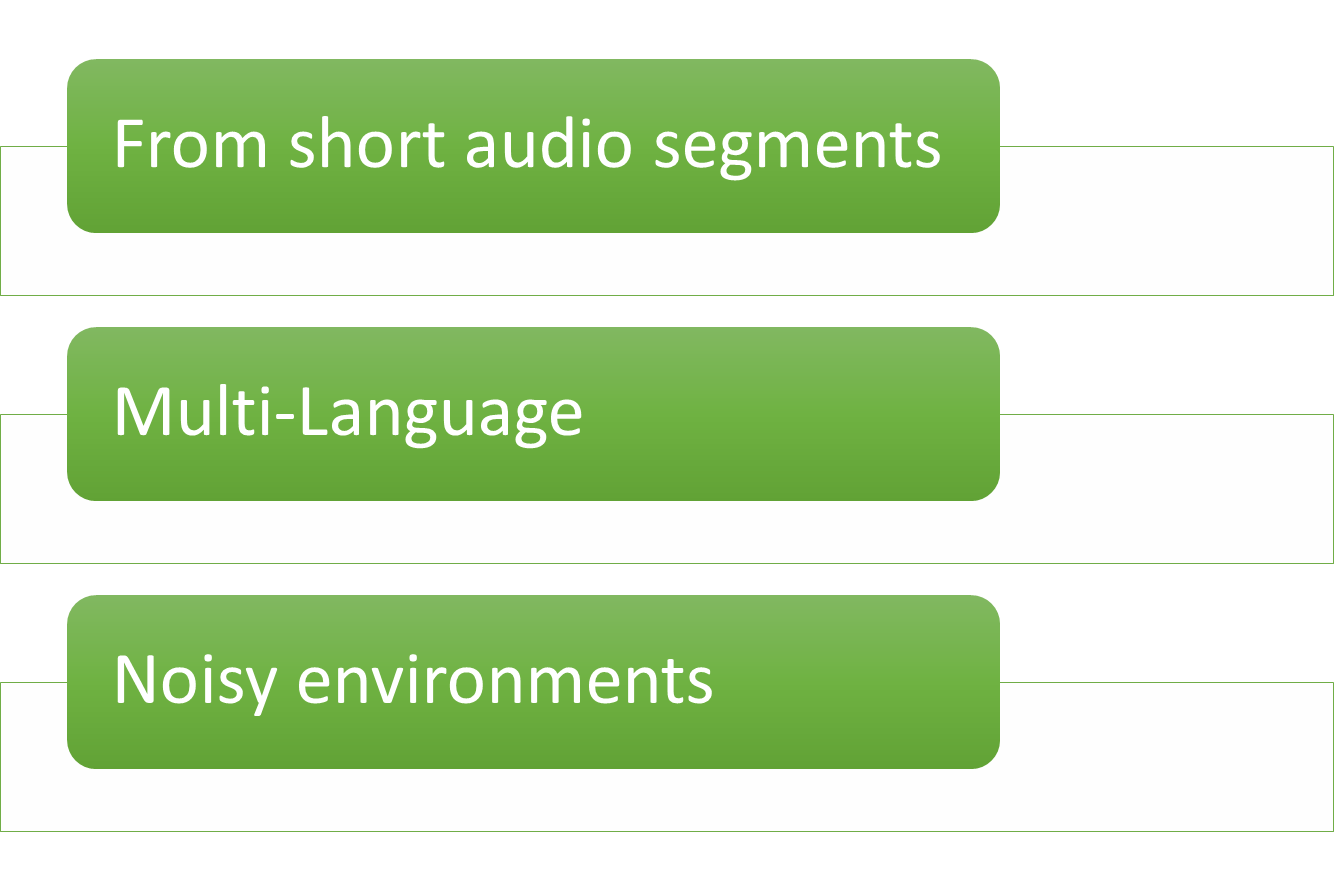 From short audio segments
Multi-Language
Noisy environments